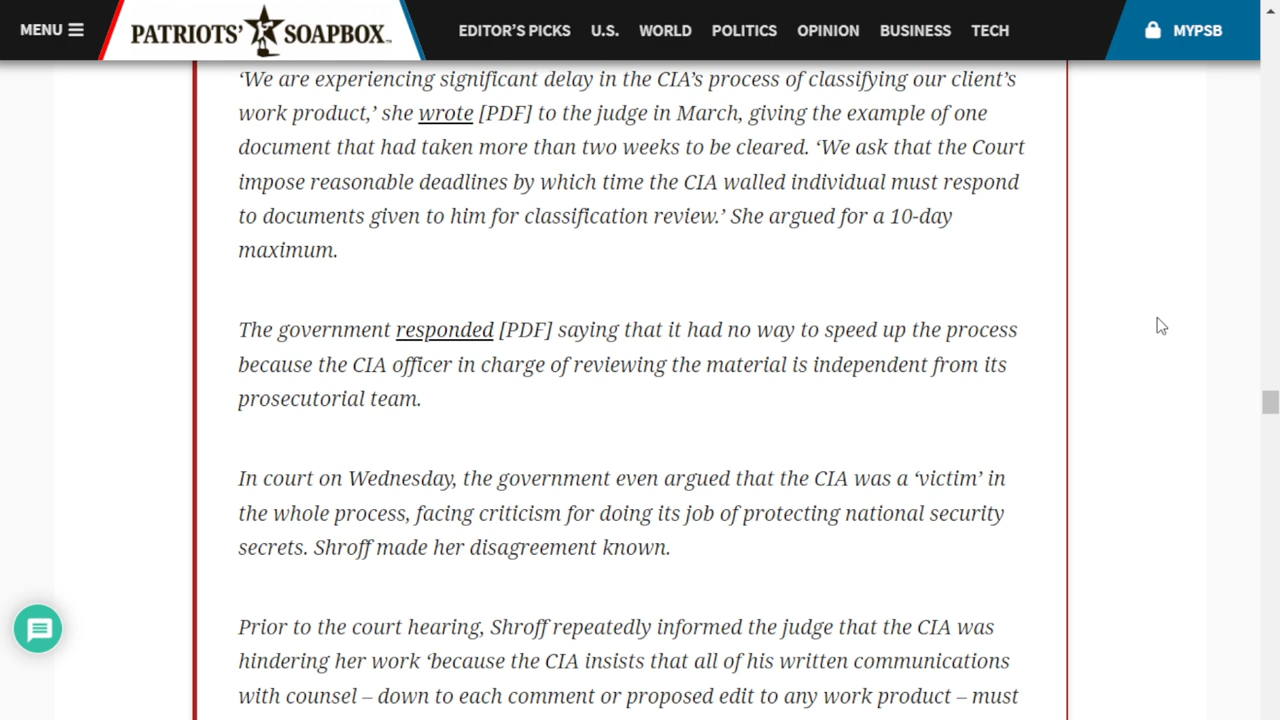 MENU
PATRIOTS' SOAPBOX™
EDITOR'S PICKS U.S. WORLD POLITICS OPINION BUSINESS TECH
MYPSB
‘We are experiencing significant delay in the CIA’s process of classifying our client’s
work product,’ she wrote [PDF] to the judge in March, giving the example of one
document that had taken more than two weeks to be cleared. ‘We ask that the Court
impose reasonable deadlines by which time the CIA walled individual must respond
to documents given to him for classification review.’ She argued for a 10-day
maximum.
The government responded [PDF] saying that it had no way to speed up the process
because the CIA officer in charge of reviewing the material is independent from its
prosecutorial team.
In court on Wednesday, the government even argued that the CIA was a ‘victim’ in
the whole process, facing criticism for doing its job of protecting national security
secrets. Shroff made her disagreement known.
Prior to the court hearing, Shroff repeatedly informed the judge that the CIA was
hindering her work ‘because the CIA insists that all of his written communications
with counsel – down to each comment or proposed edit to any work product – must